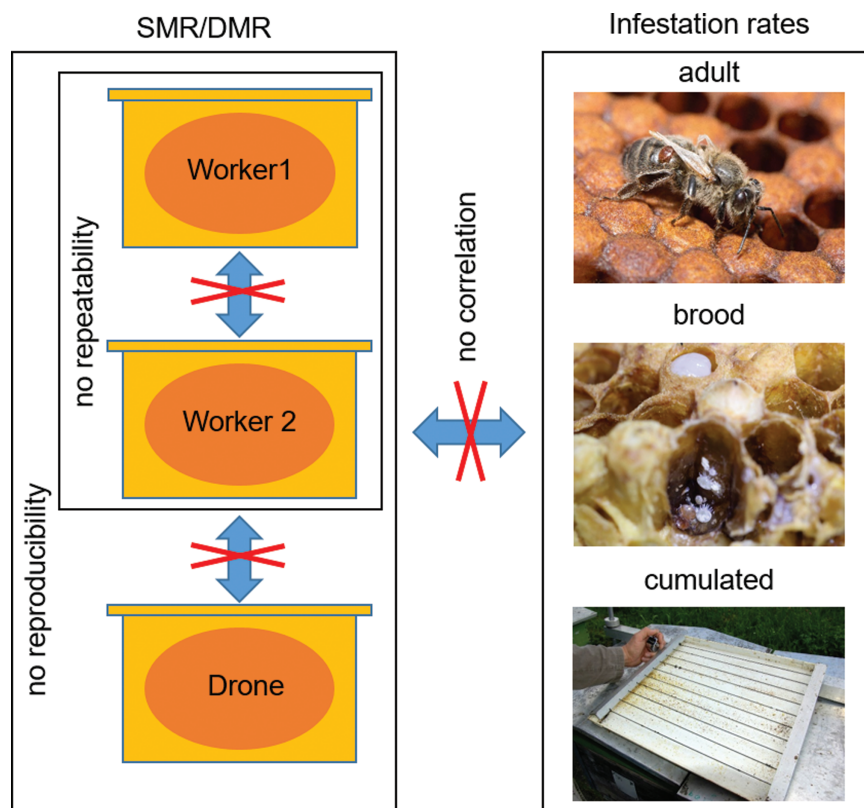 SMR/DMR
no reproducibility
no repeatability
Worker1
Worker 2
Drone
no correlation
Infestation rates
adult
brood
cumulated